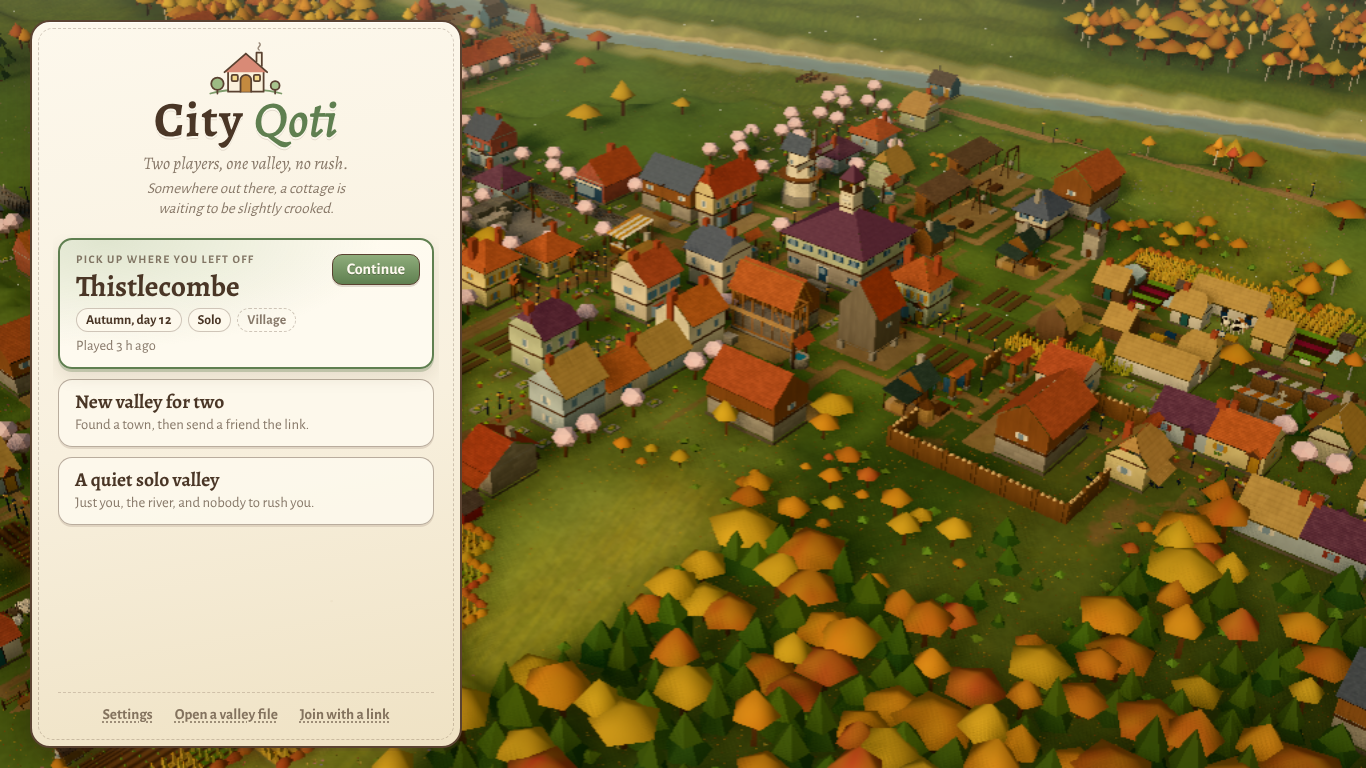 City Qoti
Two players, one valley, no rush.
Somewhere out there, a cottage is
waiting to be slightly crooked.
PICK UP WHERE YOU LEFT OFF
Continue
Thistlecombe
Autumn, day 12 Solo Village
Played 3 h ago
New valley for two
Found a town, then send a friend the link.
A quiet solo valley
Just you, the river, and nobody to rush you.
Settings Open a valley file Join with a link